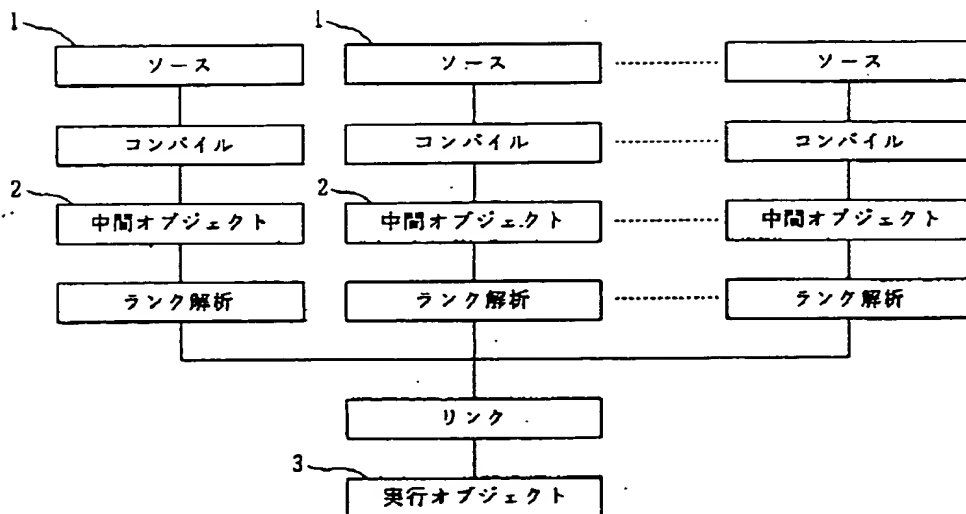 1 1
ソース ソース ソース
コンパイル コンパイル コンパイル
2 2
中間オブジェクト 中間オブジェクト 中間オブジェクト
ランク解析 ランク解析 ランク解析
リンク
3
実行オブジェクト